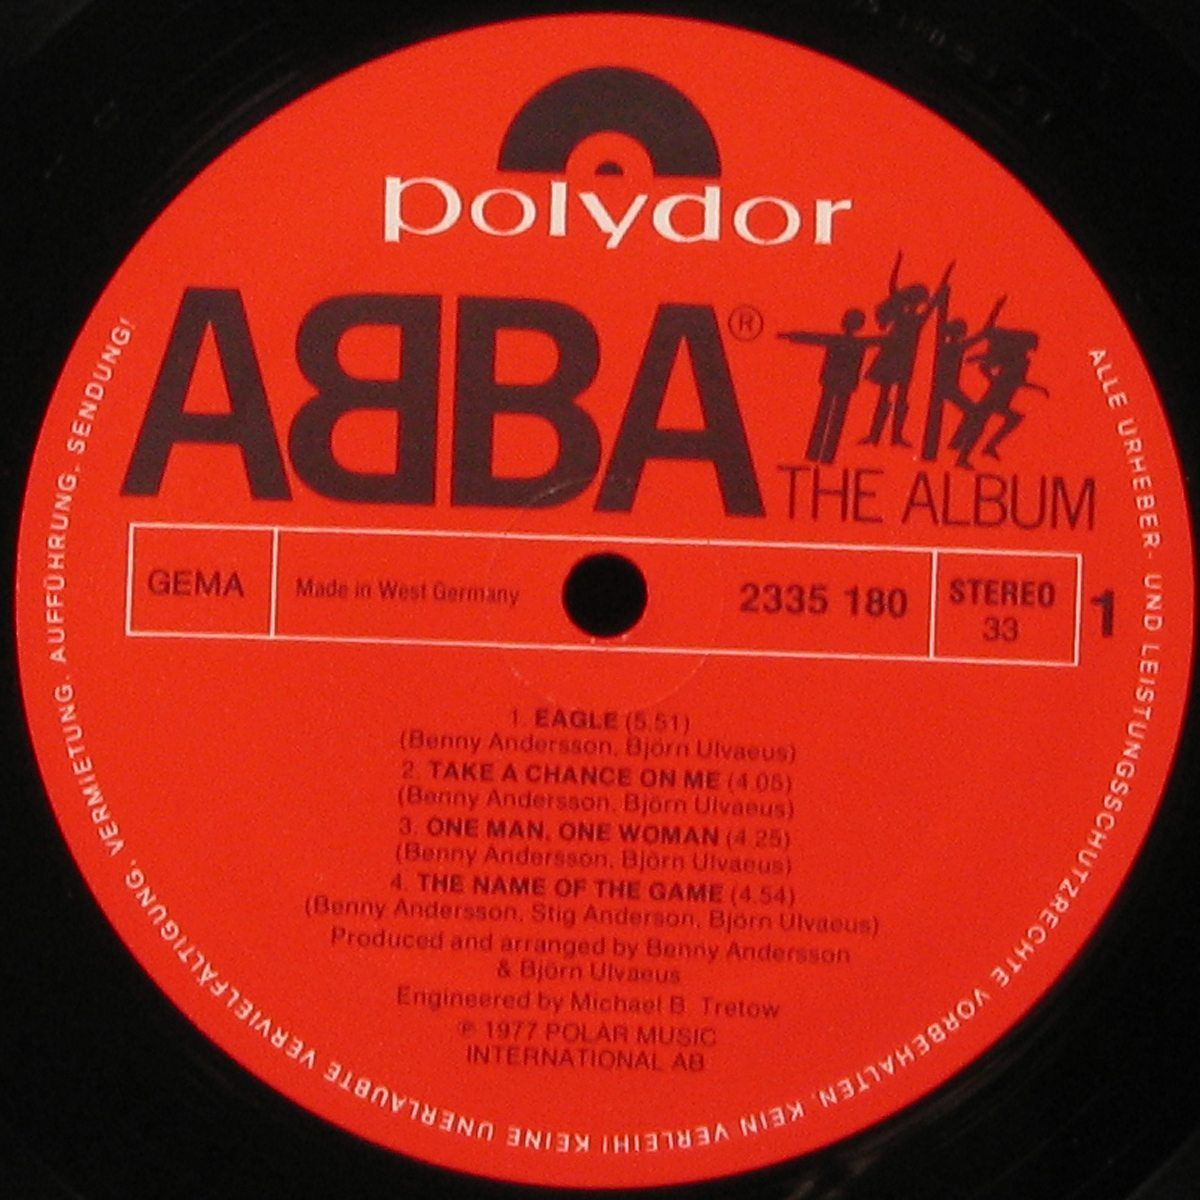 polydor
ABBA®
THE ALBUM
GEMA
Made in West Germany
2335 180
STEREO
33
1
1. EAGLE (5.51)
(Benny Andersson, Björn Ulvaeus)
2. TAKE A CHANCE ON ME (4.05)
(Benny Andersson, Björn Ulvaeus)
3. ONE MAN, ONE WOMAN (4.25)
(Benny Andersson, Björn Ulvaeus)
4. THE NAME OF THE GAME (4.54)
(Benny Andersson, Stig Anderson, Björn Ulvaeus)
Produced and arranged by Benny Andersson
& Björn Ulvaeus
Engineered by Michael B. Tretow
℗ 1977 POLAR MUSIC
INTERNATIONAL AB
ALLE URHEBER- UND LEISTUNGSSCHUTZRECHTE VORBEHALTEN. KEIN VERLEIH! KEINE UNERLAUBTE VERVIELFÄLTIGUNG, VERMIETUNG, AUFFÜHRUNG, SENDUNG!